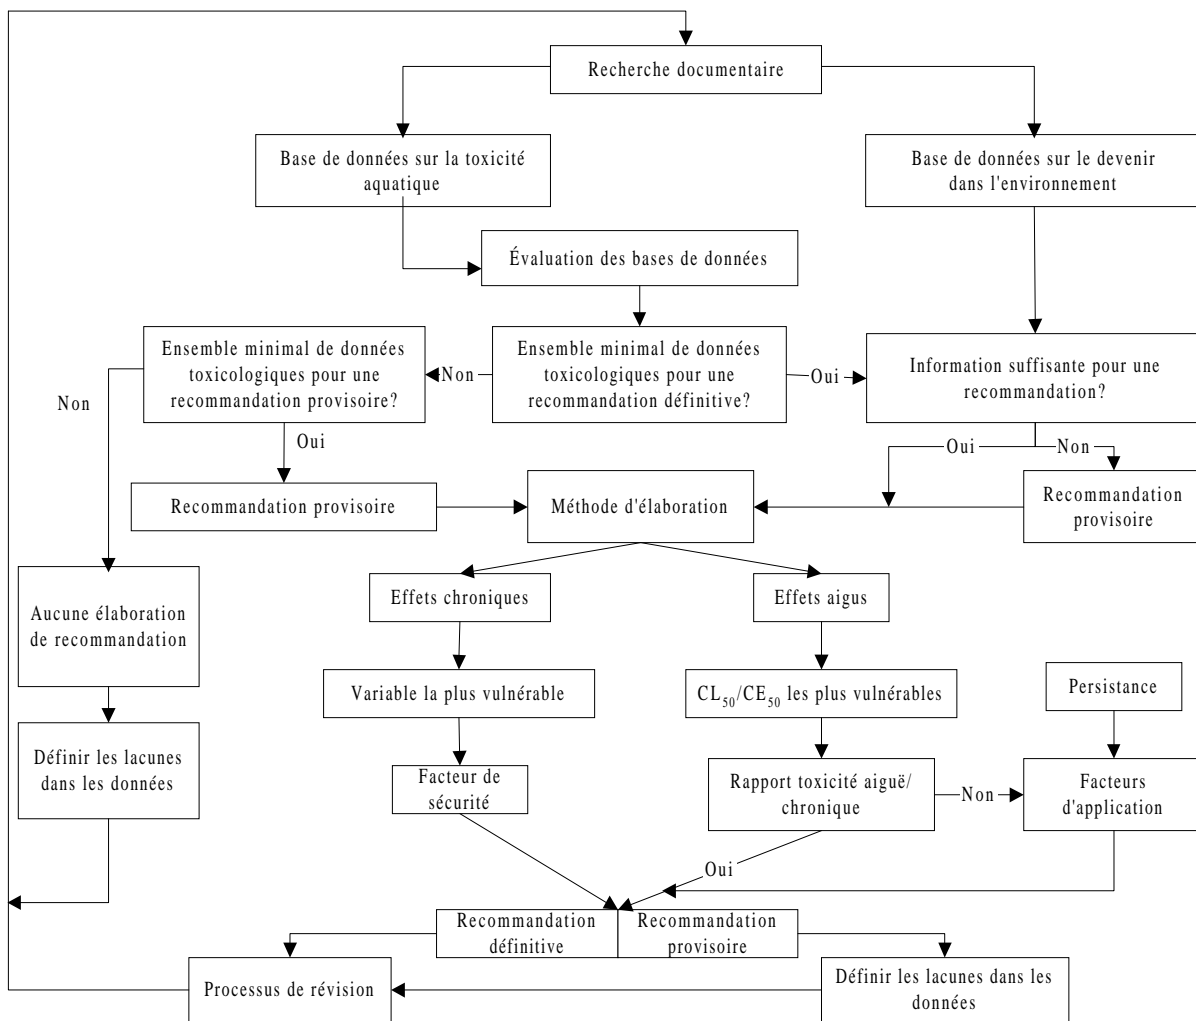 Recherche documentaire
Base de données sur la toxicité
aquatique
Base de données sur le devenir
dans l'environnement
Évaluation des bases de données
Ensemble minimal de données
toxicologiques pour une
recommandation provisoire?
Non
Ensemble minimal de données
toxicologiques pour une
recommandation définitive?
Oui
Information suffisante pour une
recommandation?
Non
Oui
Oui
Non
Recommandation provisoire
Méthode d'élaboration
Recommandation
provisoire
Aucune élaboration
de recommandation
Effets chroniques
Effets aigus
Variable la plus vulnérable
CL50/CE50 les plus vulnérables
Persistance
Définir les lacunes
dans les données
Facteur de
sécurité
Rapport toxicité aiguë/
chronique
Non
Facteurs
d'application
Oui
Recommandation
définitive
Recommandation
provisoire
Processus de révision
Définir les lacunes dans les
données